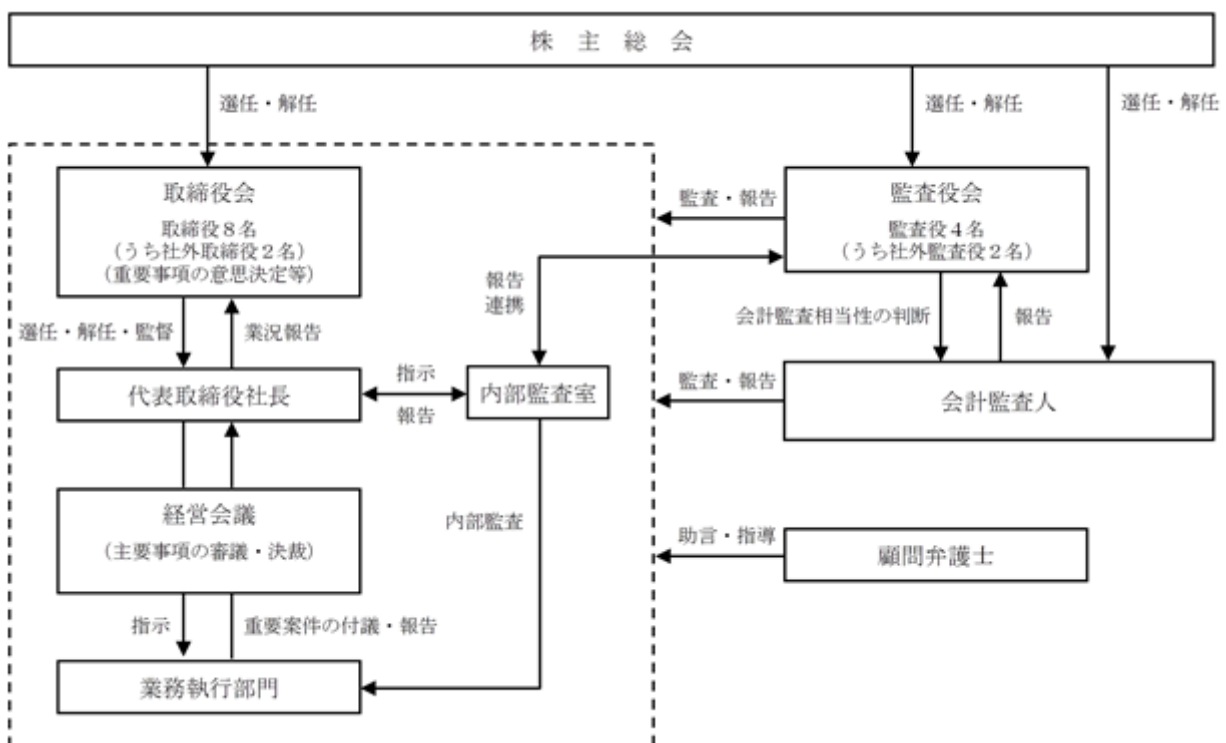 株 主 総 会
選任・解任
選任・解任
選任・解任
取締役会
取締役８名
(うち社外取締役２名)
(重要事項の意思決定等)
監査・報告
監査役会
監査役４名
(うち社外監査役２名)
報告
連携
選任・解任・監督
業況報告
会計監査相当性の判断
報告
代表取締役社長
指示
報告
内部監査室
監査・報告
会計監査人
経営会議
(主要事項の審議・決裁)
内部監査
助言・指導
顧問弁護士
指示
重要案件の付議・報告
業務執行部門